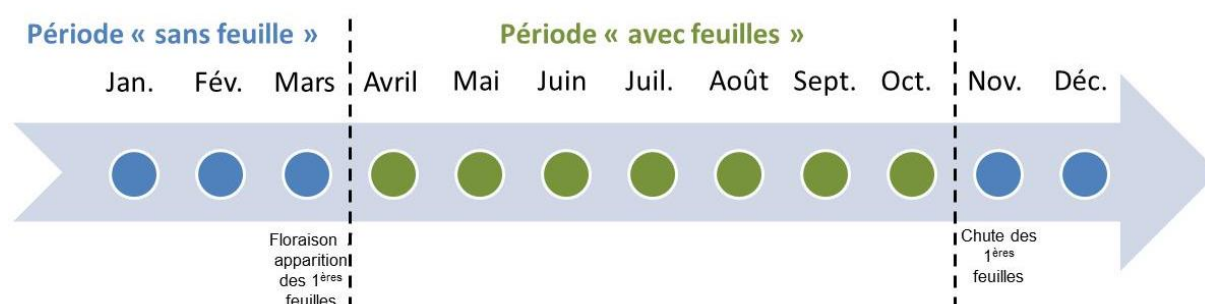 Période « sans feuille »
Période « avec feuilles »
Jan. Fév. Mars Avril Mai Juin Juil. Août Sept. Oct. Nov. Déc.
Floraison
apparition
des 1ères
feuilles
Chute des
1ères
feuilles